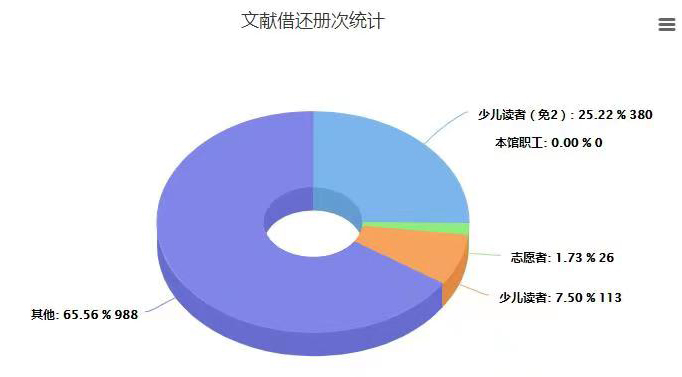 文献借还册次统计
少儿读者（免2）: 25.22 % 380
本馆职工: 0.00 % 0
志愿者: 1.73 % 26
少儿读者: 7.50 % 113
其他: 65.56 % 988